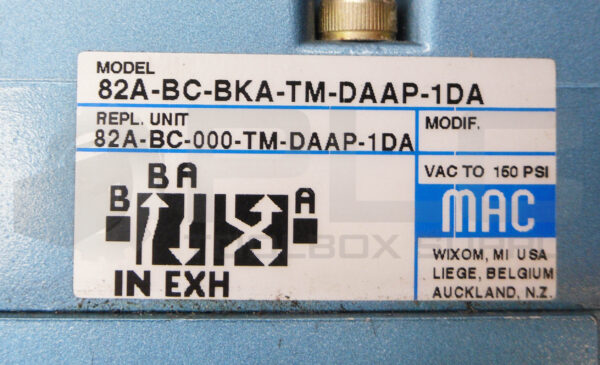 MODEL
82A-BC-BKA-TM-DAAP-1DA
REPL. UNIT
82A-BC-000-TM-DAAP-1DA
MODIF.
VAC TO 150 PSI
B A
B
A
IN EXH
MAC
WIXOM, MI USA
LIEGE, BELGIUM
AUCKLAND, N.Z.